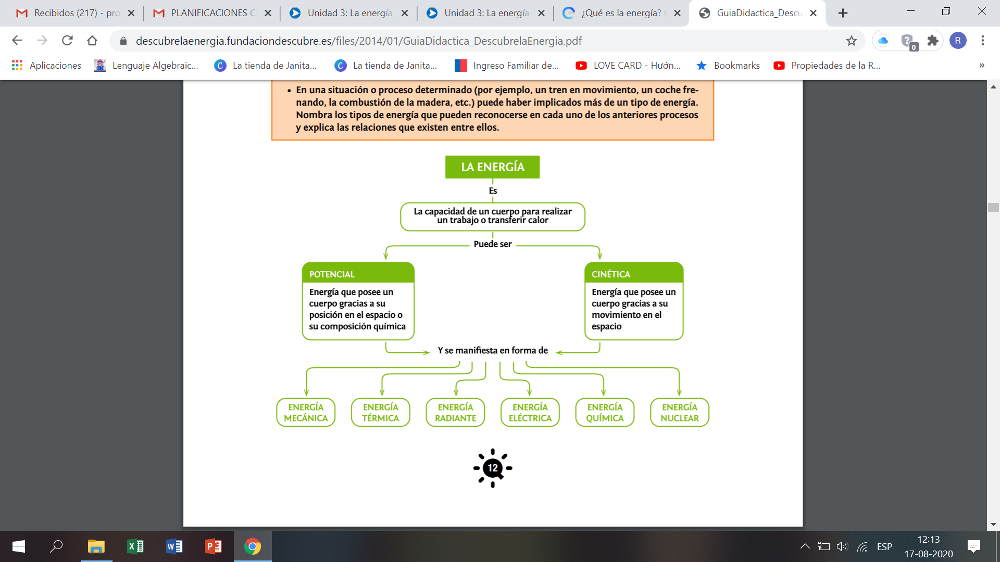 Recibidos (217) - pro
PLANIFICACIONES C
Unidad 3: La energía
Unidad 3: La energía
¿Qué es la energía?
GuiaDidactica_Descu
descubrelaenergia.fundaciondescubre.es/files/2014/01/GuiaDidactica_DescubrelaEnergia.pdf
0
R
Aplicaciones
Lenguaje Algebraic...
La tienda de Janita...
La tienda de Janita...
Ingreso Familiar de...
LOVE CARD - Hướn...
Bookmarks
Propiedades de la R...
»
• En una situación o proceso determinado (por ejemplo, un tren en movimiento, un coche fre-
nando, la combustión de la madera, etc.) puede haber implicados más de un tipo de energía.
Nombra los tipos de energía que pueden reconocerse en cada uno de los anteriores procesos
y explica las relaciones que existen entre ellos.
LA ENERGÍA
Es
La capacidad de un cuerpo para realizar
un trabajo o transferir calor
Puede ser
POTENCIAL
Energía que posee un
cuerpo gracias a su
posición en el espacio o
su composición química
CINÉTICA
Energía que posee un
cuerpo gracias a su
movimiento en el
espacio
Y se manifiesta en forma de
ENERGÍA
MECÁNICA
ENERGÍA
TÉRMICA
ENERGÍA
RADIANTE
ENERGÍA
ELÉCTRICA
ENERGÍA
QUÍMICA
ENERGÍA
NUCLEAR
12
ESP
12:13
17-08-2020